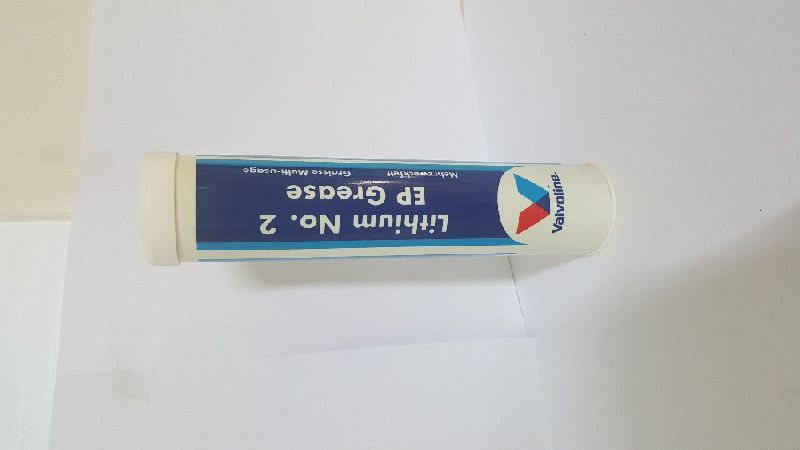 Valvoline
Lithium No. 2
EP Grease
Mehrzweckfett Graisse Multi-usage